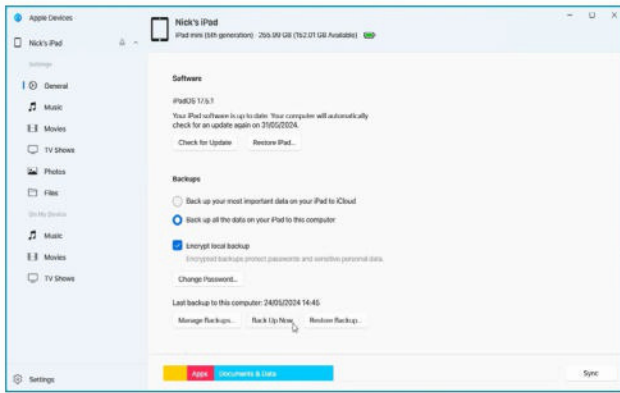 Apple Devices
Nick's iPad
Settings
General
Music
Movies
TV Shows
Photos
Files
On My Device
Music
Movies
TV Shows
Settings
Nick's iPad
iPad mini (5th generation) 255.99 GB (152.01 GB Available)
Software
iPadOS 17.5.1
Your iPad software is up to date. Your computer will automatically
check for an update again on 31/05/2024.
Check for Update
Restore iPad...
Backups
Back up your most important data on your iPad to iCloud
Back up all the data on your iPad to this computer
Encrypt local backup
Encrypted backups protect passwords and sensitive personal data.
Change Password...
Last backup to this computer: 24/05/2024 14:45
Manage Backups...
Back Up Now
Restore Backup...
Apps
Documents & Data
Sync